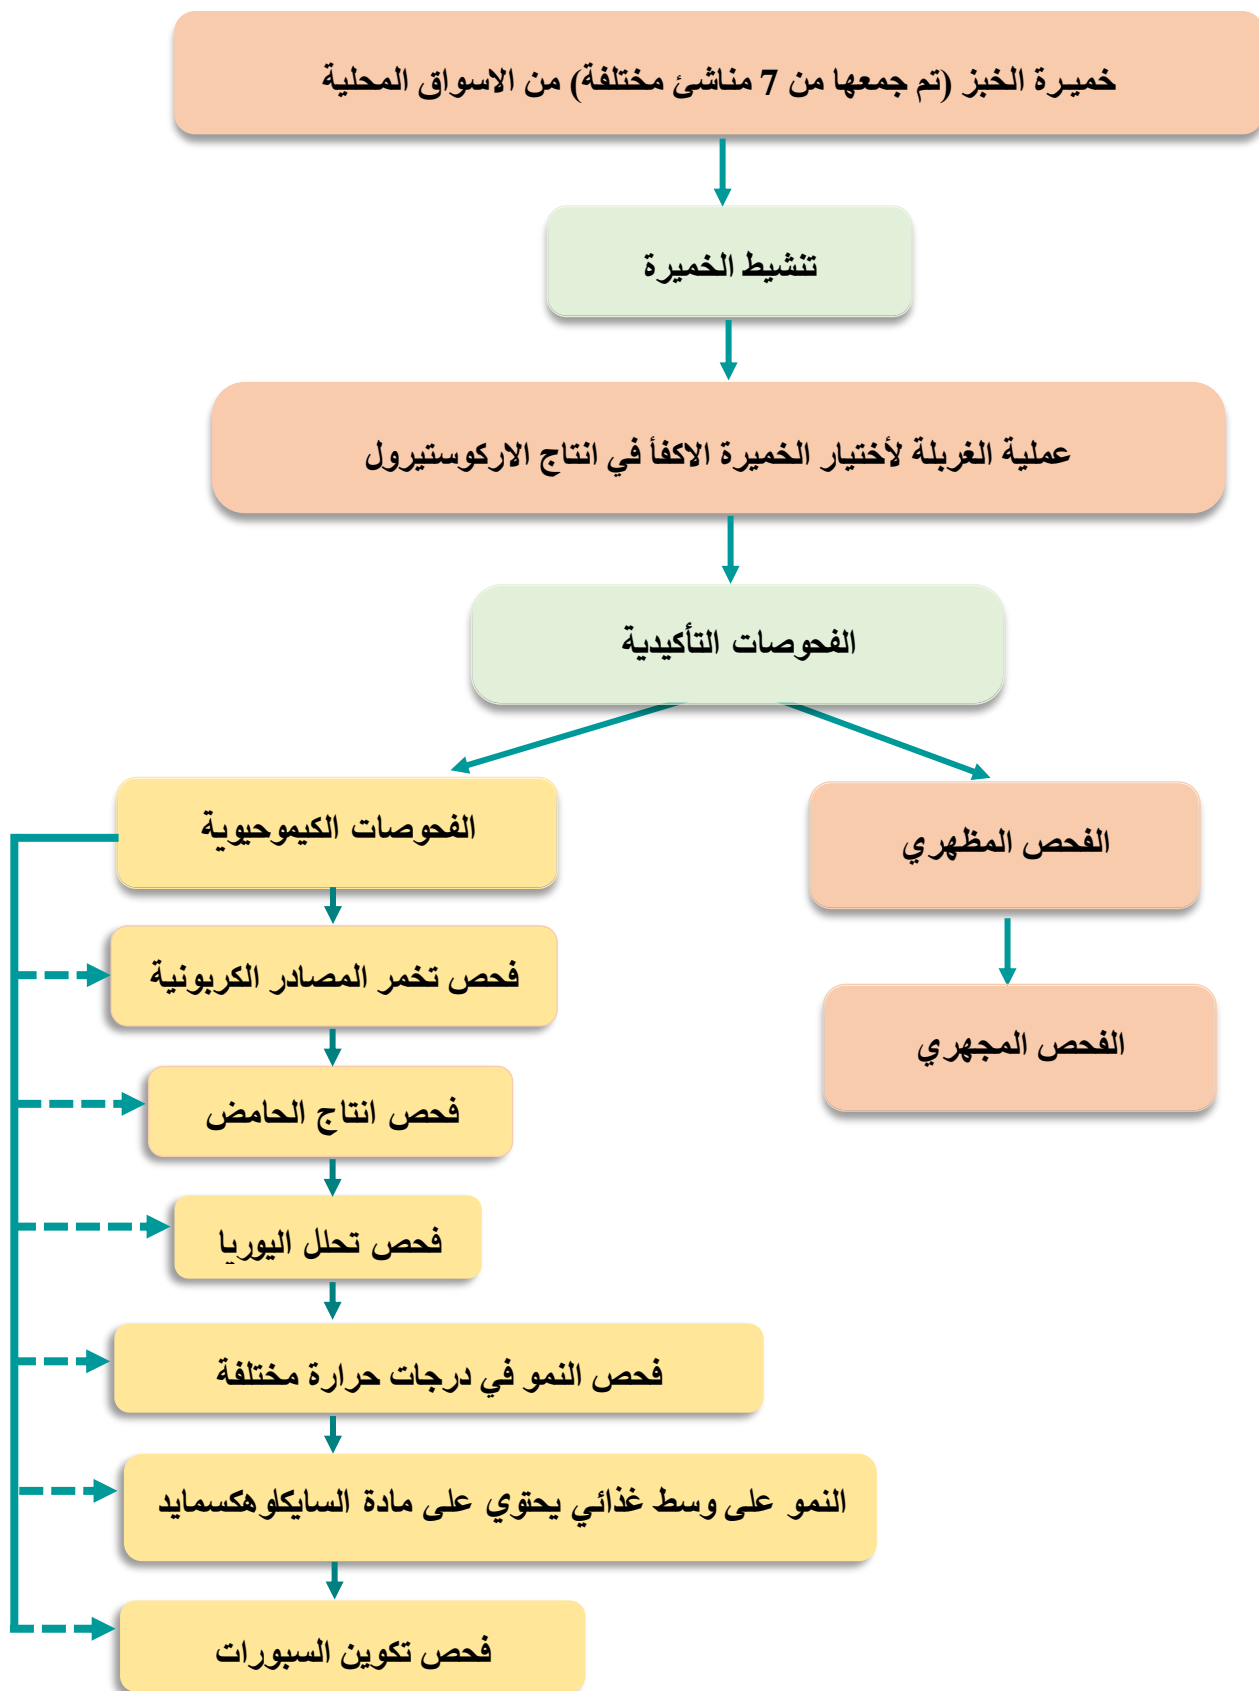 خميرة الخبز (تم جمعها من 7 مناشئ مختلفة) من الاسواق المحلية
تنشيط الخميرة
عملية الغربلة لأختيار الخميرة الاكفأ في انتاج الاركوستيرول
الفحوصات التأكيدية
الفحص المظهري
الفحص المجهري
الفحوصات الكيموحيوية
فحص تخمر المصادر الكربونية
فحص انتاج الحامض
فحص تحلل اليوريا
فحص النمو في درجات حرارة مختلفة
النمو على وسط غذائي يحتوي على مادة السايكلوهكسمايد
فحص تكوين السبورات